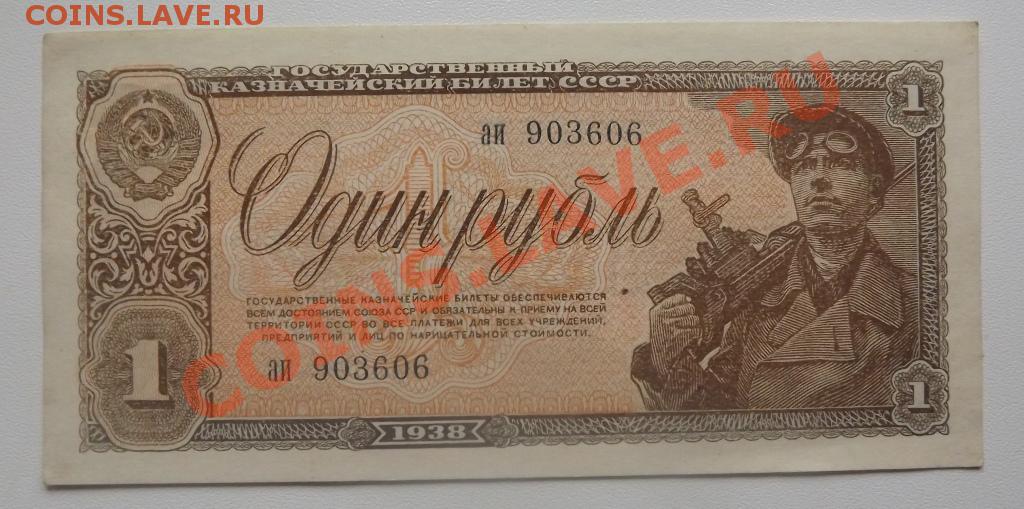 COINS.LAVE.RU
ГОСУДАРСТВЕННЫЙ
КАЗНАЧЕЙСКИЙ БИЛЕТ СССР
1
аи 903606
Один рубль
COINS.LAVE.RU
ГОСУДАРСТВЕННЫЕ КАЗНАЧЕЙСКИЕ БИЛЕТЫ ОБЕСПЕЧИВАЮТСЯ
ВСЕМ ДОСТОЯНИЕМ СОЮЗА ССР И ОБЯЗАТЕЛЬНЫ К ПРИЕМУ НА ВСЕЙ
ТЕРРИТОРИИ СССР ВО ВСЕ ПЛАТЕЖИ ДЛЯ ВСЕХ УЧРЕЖДЕНИЙ,
ПРЕДПРИЯТИЙ И ЛИЦ ПО НАРИЦАТЕЛЬНОЙ СТОИМОСТИ.
1
аи 903606
1
1938